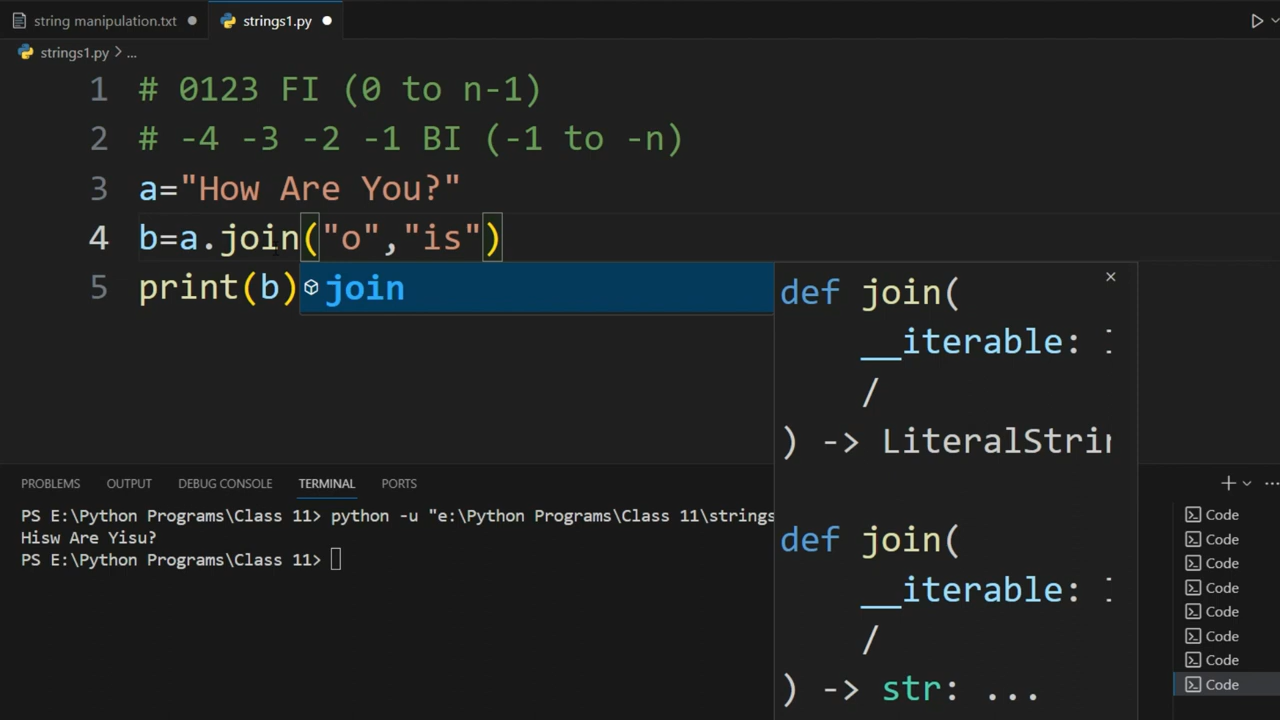 string manipulation.txt
strings1.py
strings1.py > ...
1 # 0123 FI (0 to n-1)
2 # -4 -3 -2 -1 BI (-1 to -n)
3 a="How Are You?"
4 b=a.join("o","is")
5 print(b)
join
def join(
__iterable: I
/
) -> LiteralStrin
def join(
__iterable: I
/
) -> str: ...
PROBLEMS OUTPUT DEBUG CONSOLE TERMINAL PORTS
PS E:\Python Programs\Class 11> python -u "e:\Python Programs\Class 11\strings
Hisw Are Yisu?
PS E:\Python Programs\Class 11>
Code
Code
Code
Code
Code
Code
Code
Code